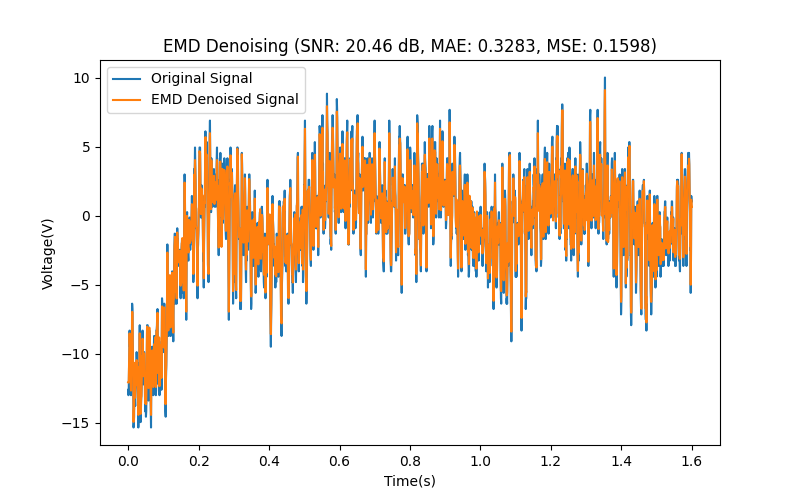 EMD Denoising (SNR: 20.46 dB, MAE: 0.3283, MSE: 0.1598)
Original Signal
EMD Denoised Signal
10
5
0
−5
−10
−15
Voltage(V)
0.0 0.2 0.4 0.6 0.8 1.0 1.2 1.4 1.6
Time(s)